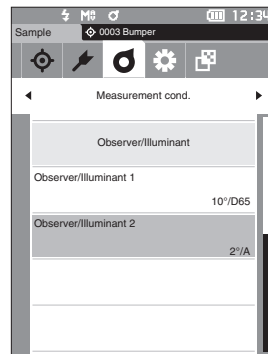 12:34
Sample
0003 Bumper
Measurement cond.
Observer/Illuminant
Observer/Illuminant 1
10°/D65
Observer/Illuminant 2
2°/A